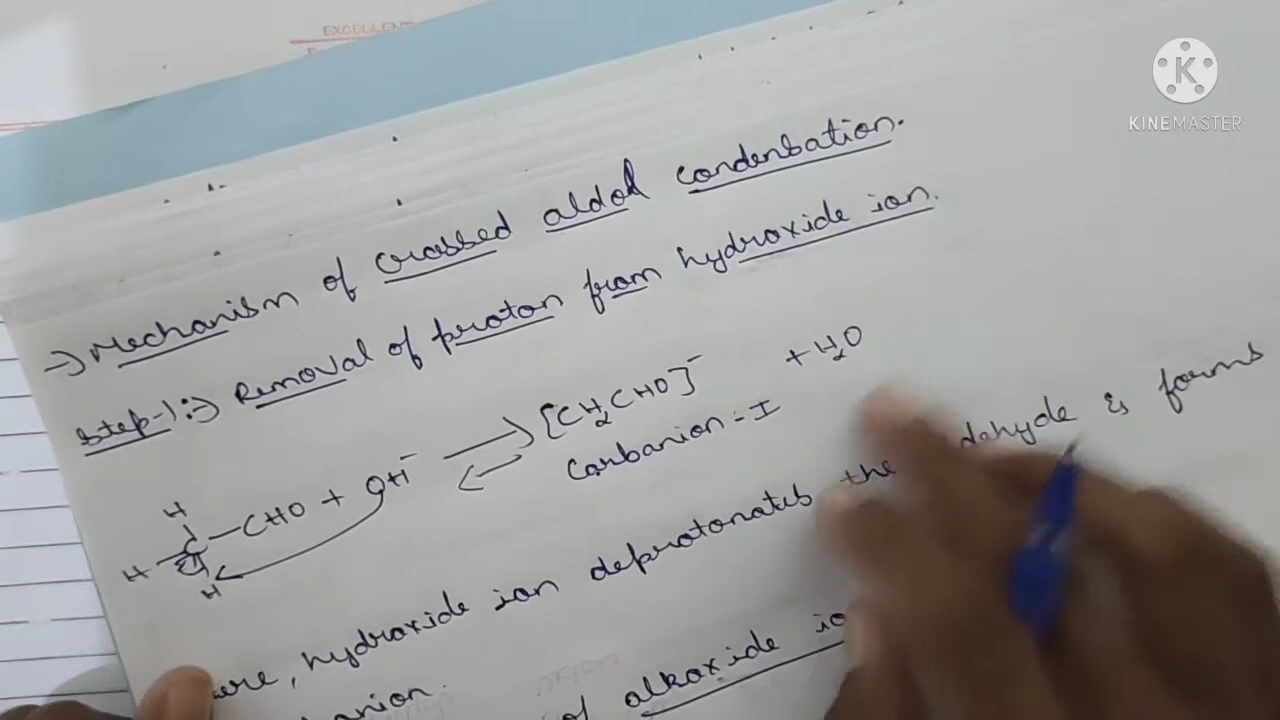 EXCELLENT
KINEMASTER
→ Mechanism of crossed aldol condensation.
Step-1:⇒ Removal of proton from hydroxide ion.
H
H C —CHO + OH⁻ ⇌ [CH₂CHO]⁻ + H₂O
H
Carbanion-I
hydroxide ion deprotonates the is forms
of alkoxide